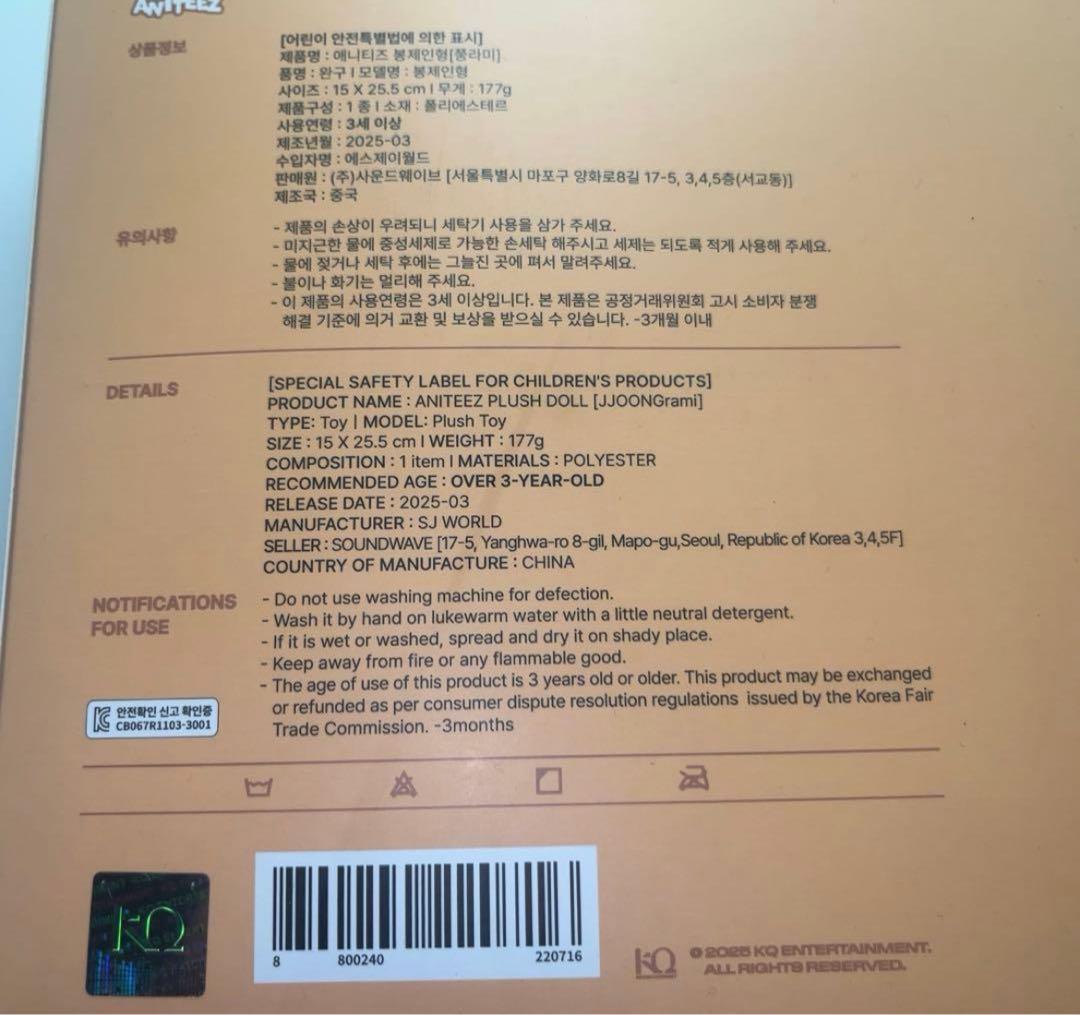 ANITEEZ
상품정보
[어린이 안전특별법에 의한 표시]
제품명 : 애니티즈 봉제인형[쭝라미]
품명 : 완구 I 모델명 : 봉제인형
사이즈 : 15 X 25.5 cm I 무게 : 177g
제품구성 : 1 종 I 소재 : 폴리에스테르
사용연령 : 3세 이상
제조년월 : 2025-03
수입자명 : 에스제이월드
판매원 : (주)사운드웨이브 [서울특별시 마포구 양화로8길 17-5, 3,4,5층(서교동)]
제조국 : 중국
유의사항
- 제품의 손상이 우려되니 세탁기 사용을 삼가 주세요.
- 미지근한 물에 중성세제로 가능한 손세탁 해주시고 세제는 되도록 적게 사용해 주세요.
- 물에 젖거나 세탁 후에는 그늘진 곳에 펴서 말려주세요.
- 불이나 화기는 멀리해 주세요.
- 이 제품의 사용연령은 3세 이상입니다. 본 제품은 공정거래위원회 고시 소비자 분쟁
해결 기준에 의거 교환 및 보상을 받으실 수 있습니다. -3개월 이내
DETAILS
[SPECIAL SAFETY LABEL FOR CHILDREN'S PRODUCTS]
PRODUCT NAME : ANITEEZ PLUSH DOLL [JJOONGrami]
TYPE: Toy I MODEL: Plush Toy
SIZE : 15 X 25.5 cm I WEIGHT : 177g
COMPOSITION : 1 item I MATERIALS : POLYESTER
RECOMMENDED AGE : OVER 3-YEAR-OLD
RELEASE DATE : 2025-03
MANUFACTURER : SJ WORLD
SELLER : SOUNDWAVE [17-5, Yanghwa-ro 8-gil, Mapo-gu,Seoul, Republic of Korea 3,4,5F]
COUNTRY OF MANUFACTURE : CHINA
NOTIFICATIONS
FOR USE
- Do not use washing machine for defection.
- Wash it by hand on lukewarm water with a little neutral detergent.
- If it is wet or washed, spread and dry it on shady place.
- Keep away from fire or any flammable good.
- The age of use of this product is 3 years old or older. This product may be exchanged
or refunded as per consumer dispute resolution regulations issued by the Korea Fair
Trade Commission. -3months
안전확인 신고 확인증
CB067R1103-3001
8 800240 220716
KQ
KQ
© 2025 KQ ENTERTAINMENT.
ALL RIGHTS RESERVED.